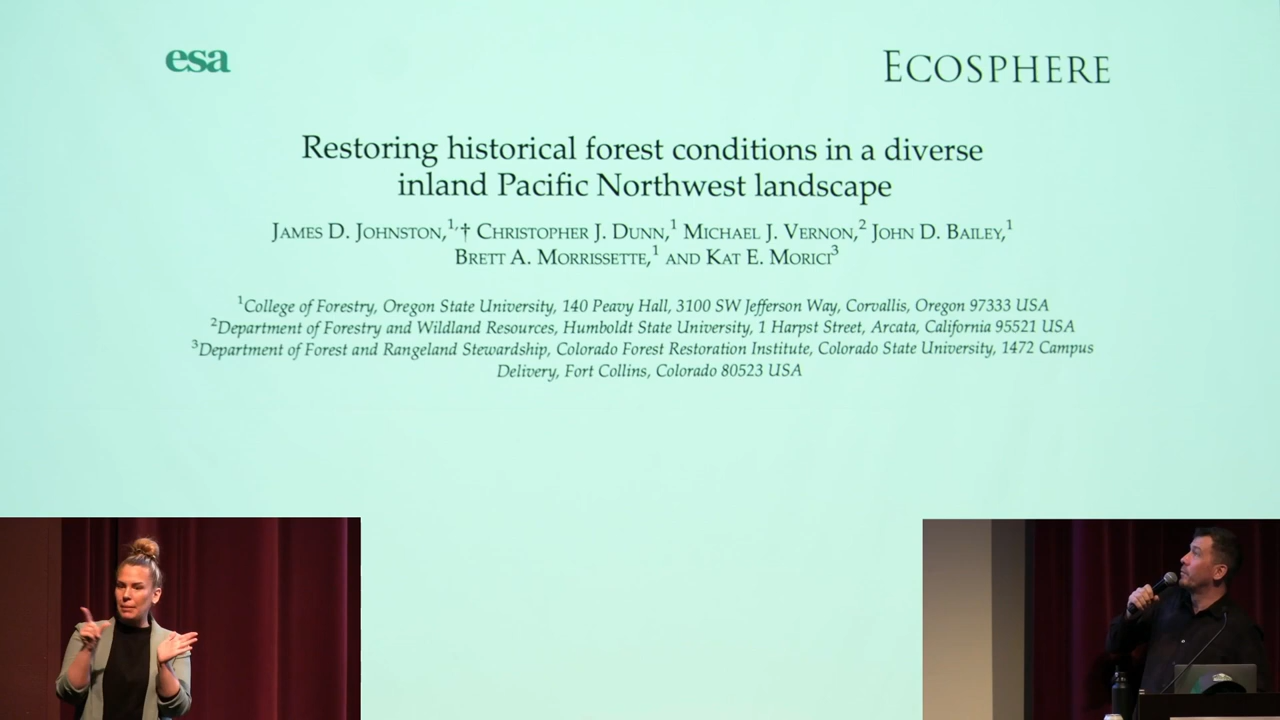 esa
ECOSPHERE
Restoring historical forest conditions in a diverse
inland Pacific Northwest landscape
JAMES D. JOHNSTON,1,† CHRISTOPHER J. DUNN,1 MICHAEL J. VERNON,2 JOHN D. BAILEY,1
BRETT A. MORRISSETTE,1 AND KAT E. MORICI3
1College of Forestry, Oregon State University, 140 Peavy Hall, 3100 SW Jefferson Way, Corvallis, Oregon 97333 USA
2Department of Forestry and Wildland Resources, Humboldt State University, 1 Harpst Street, Arcata, California 95521 USA
3Department of Forest and Rangeland Stewardship, Colorado Forest Restoration Institute, Colorado State University, 1472 Campus
Delivery, Fort Collins, Colorado 80523 USA